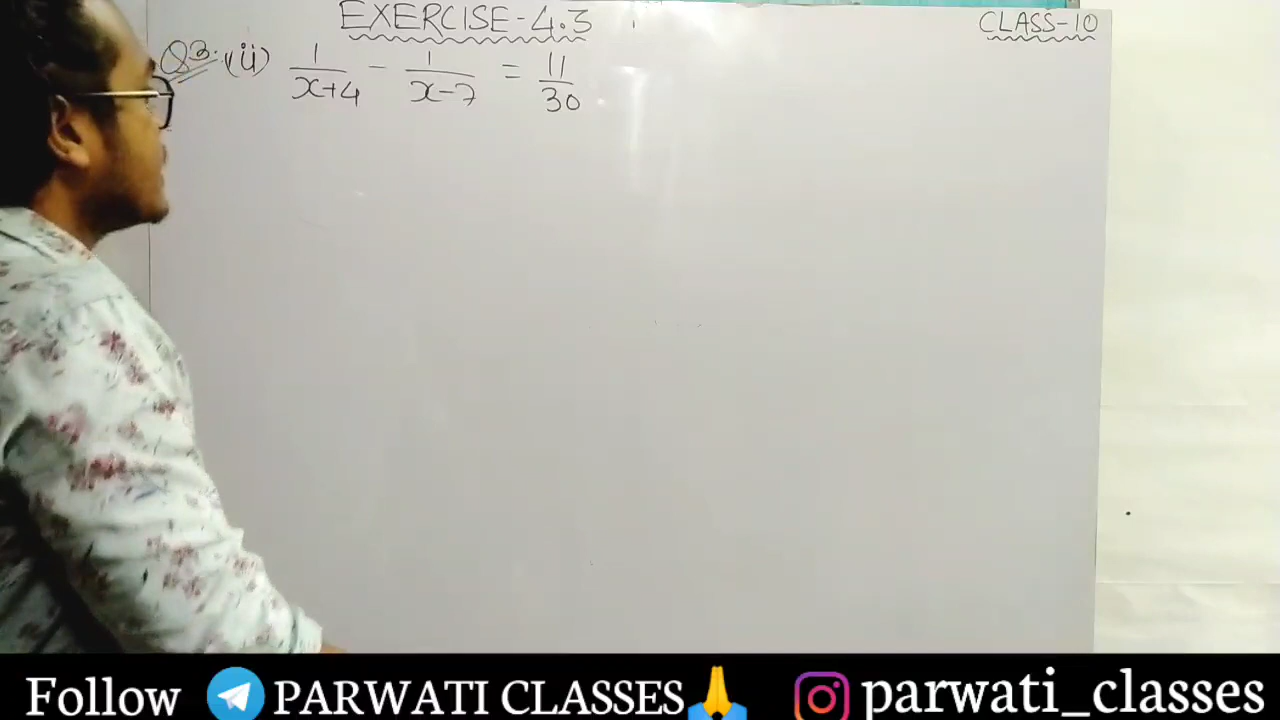 EXERCISE-4.3
CLASS-10
Q3. (ii) 1/(x+4) - 1/(x-7) = 11/30
Follow PARWATI CLASSES🙏 parwati_classes